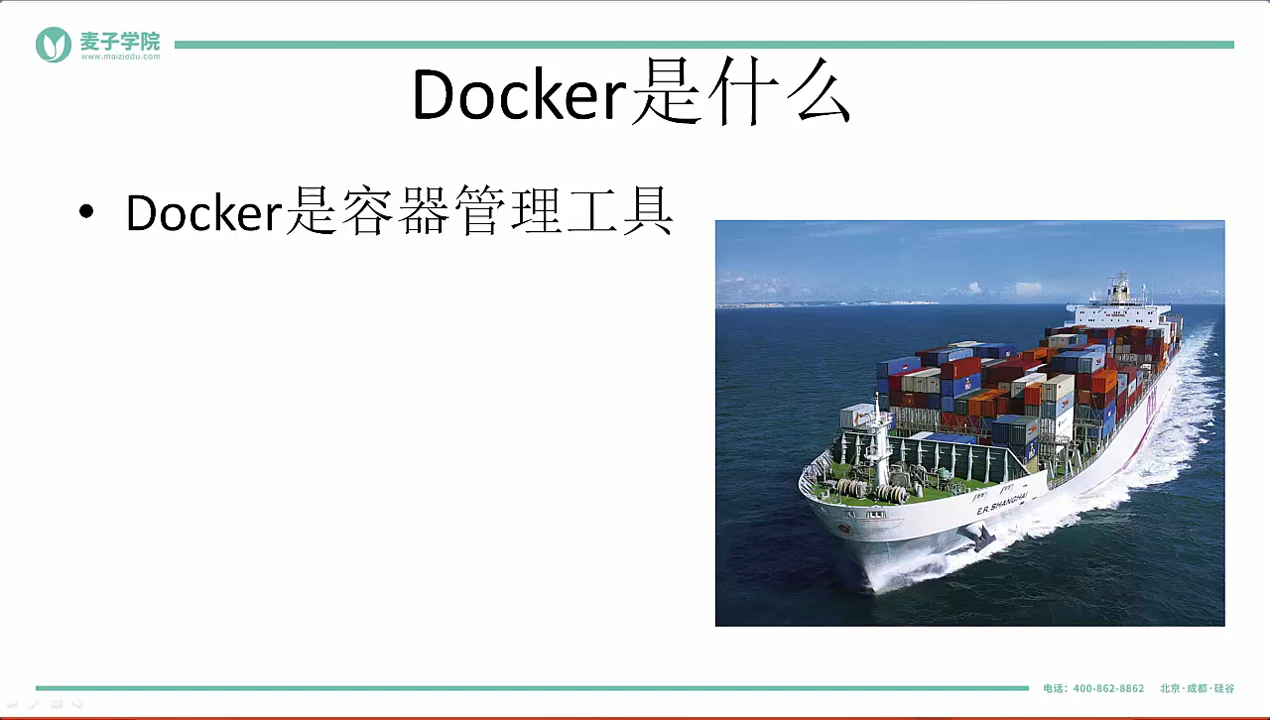 麦子学院
www.maiziedu.com
Docker是什么
• Docker是容器管理工具
E.R. SHANGHAI
电话：400-862-8862 北京·成都·硅谷